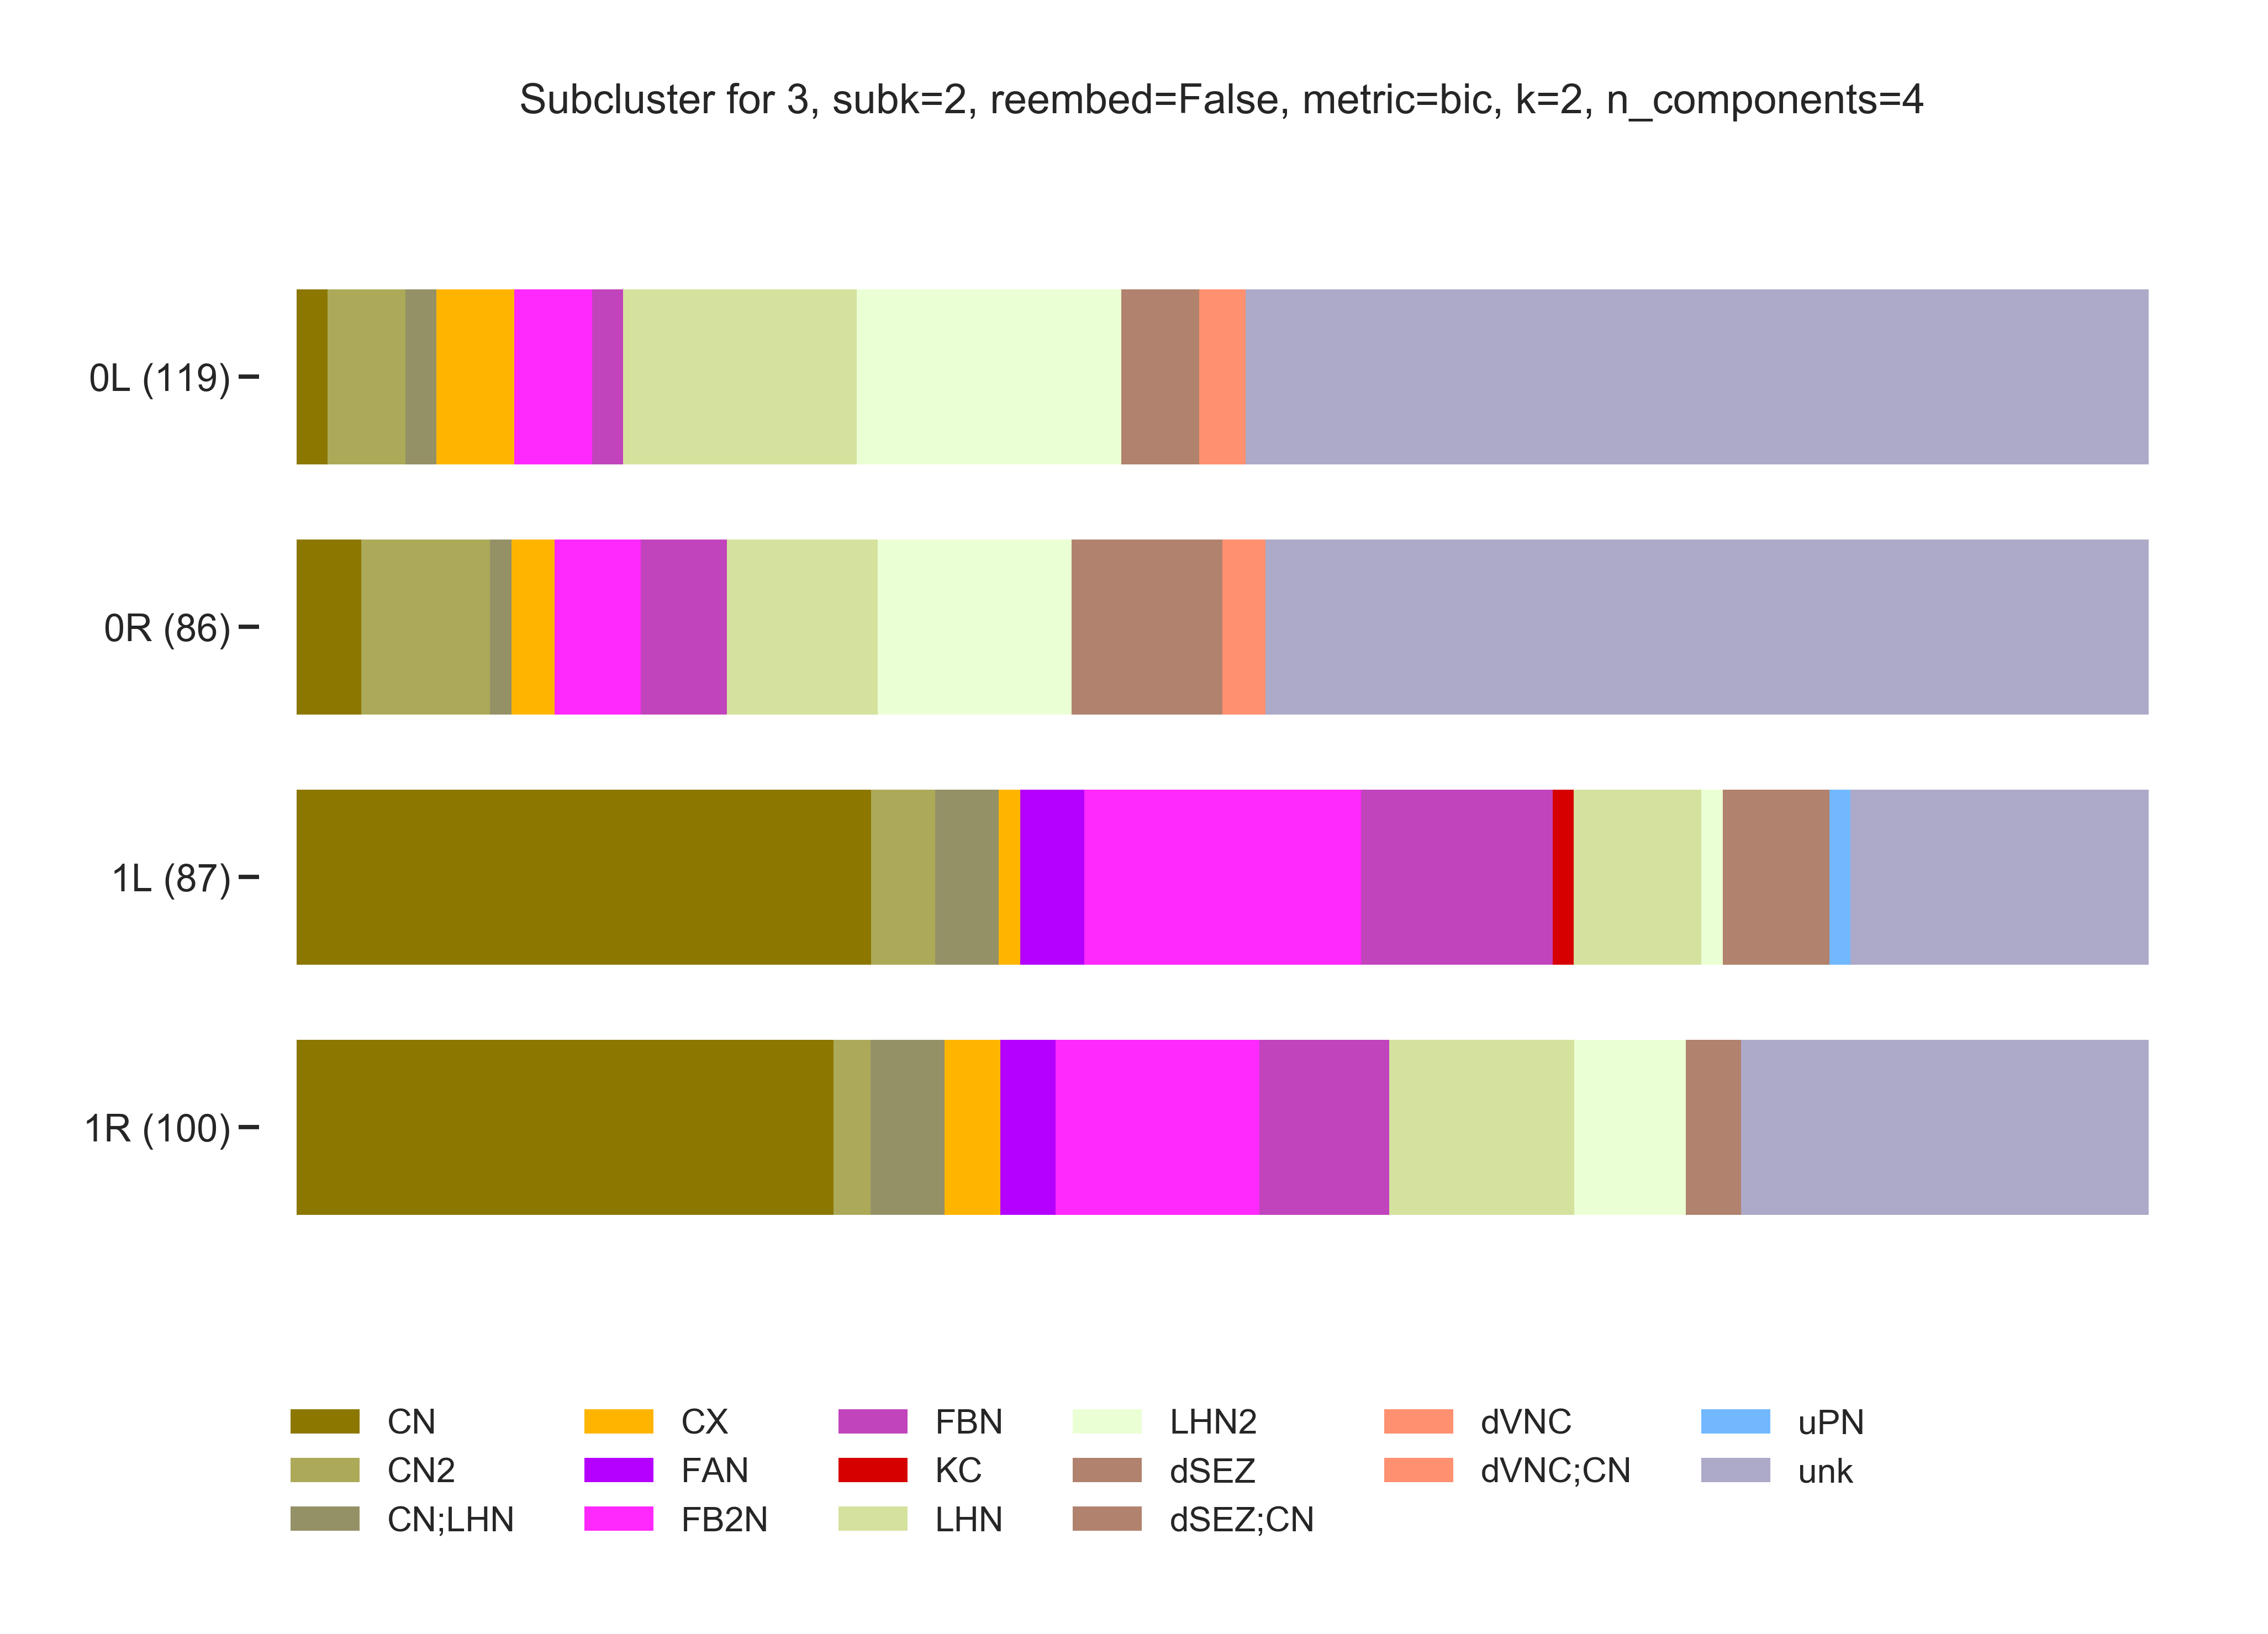 Subcluster for 3, subk=2, reembed=False, metric=bic, k=2, n_components=4
0L (119)
0R (86)
1L (87)
1R (100)
CN CX FBN LHN2 dVNC uPN
CN2 FAN KC dSEZ dVNC;CN unk
CN;LHN FB2N LHN dSEZ;CN